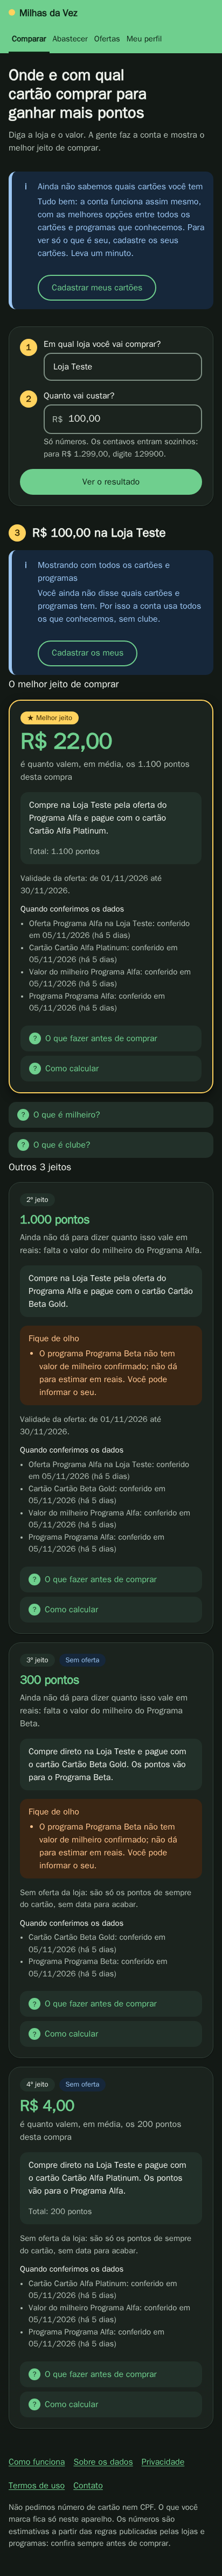 Milhas da Vez
Comparar Abastecer Ofertas Meu perfil
Onde e com qual
cartão comprar para
ganhar mais pontos
Diga a loja e o valor. A gente faz a conta e mostra o
melhor jeito de comprar.
i Ainda não sabemos quais cartões você tem
Tudo bem: a conta funciona assim mesmo,
com as melhores opções entre todos os
cartões e programas que conhecemos. Para
ver só o que é seu, cadastre os seus
cartões. Leva um minuto.
Cadastrar meus cartões
1 Em qual loja você vai comprar?
Loja Teste
2 Quanto vai custar?
R$ 100,00
Só números. Os centavos entram sozinhos:
para R$ 1.299,00, digite 129900.
Ver o resultado
3 R$ 100,00 na Loja Teste
i Mostrando com todos os cartões e
programas
Você ainda não disse quais cartões e
programas tem. Por isso a conta usa todos
os que conhecemos, sem clube.
Cadastrar os meus
O melhor jeito de comprar
★ Melhor jeito
R$ 22,00
é quanto valem, em média, os 1.100 pontos
desta compra
Compre na Loja Teste pela oferta do
Programa Alfa e pague com o cartão
Cartão Alfa Platinum.
Total: 1.100 pontos
Validade da oferta: de 01/11/2026 até
30/11/2026.
Quando conferimos os dados
• Oferta Programa Alfa na Loja Teste: conferido
em 05/11/2026 (há 5 dias)
• Cartão Cartão Alfa Platinum: conferido em
05/11/2026 (há 5 dias)
• Valor do milheiro Programa Alfa: conferido em
05/11/2026 (há 5 dias)
• Programa Programa Alfa: conferido em
05/11/2026 (há 5 dias)
? O que fazer antes de comprar
? Como calcular
? O que é milheiro?
? O que é clube?
Outros 3 jeitos
2º jeito
1.000 pontos
Ainda não dá para dizer quanto isso vale em
reais: falta o valor do milheiro do Programa Alfa.
Compre na Loja Teste pela oferta do
Programa Alfa e pague com o cartão Cartão
Beta Gold.
Fique de olho
• O programa Programa Beta não tem
valor de milheiro confirmado; não dá
para estimar em reais. Você pode
informar o seu.
Validade da oferta: de 01/11/2026 até
30/11/2026.
Quando conferimos os dados
• Oferta Programa Alfa na Loja Teste: conferido
em 05/11/2026 (há 5 dias)
• Cartão Cartão Beta Gold: conferido em
05/11/2026 (há 5 dias)
• Valor do milheiro Programa Alfa: conferido em
05/11/2026 (há 5 dias)
• Programa Programa Alfa: conferido em
05/11/2026 (há 5 dias)
? O que fazer antes de comprar
? Como calcular
3º jeito Sem oferta
300 pontos
Ainda não dá para dizer quanto isso vale em
reais: falta o valor do milheiro do Programa
Beta.
Compre direto na Loja Teste e pague com
o cartão Cartão Beta Gold. Os pontos vão
para o Programa Beta.
Fique de olho
• O programa Programa Beta não tem
valor de milheiro confirmado; não dá
para estimar em reais. Você pode
informar o seu.
Sem oferta da loja: são só os pontos de sempre
do cartão, sem data para acabar.
Quando conferimos os dados
• Cartão Cartão Beta Gold: conferido em
05/11/2026 (há 5 dias)
• Programa Programa Beta: conferido em
05/11/2026 (há 5 dias)
? O que fazer antes de comprar
? Como calcular
4º jeito Sem oferta
R$ 4,00
é quanto valem, em média, os 200 pontos
desta compra
Compre direto na Loja Teste e pague com
o cartão Cartão Alfa Platinum. Os pontos
vão para o Programa Alfa.
Total: 200 pontos
Sem oferta da loja: são só os pontos de sempre
do cartão, sem data para acabar.
Quando conferimos os dados
• Cartão Cartão Alfa Platinum: conferido em
05/11/2026 (há 5 dias)
• Valor do milheiro Programa Alfa: conferido em
05/11/2026 (há 5 dias)
• Programa Programa Alfa: conferido em
05/11/2026 (há 5 dias)
? O que fazer antes de comprar
? Como calcular
Como funciona Sobre os dados Privacidade
Termos de uso Contato
Não pedimos número de cartão nem CPF. O que você
marca fica só neste aparelho. Os números são
estimativas a partir das regras publicadas pelas lojas e
programas: confira sempre antes de comprar.